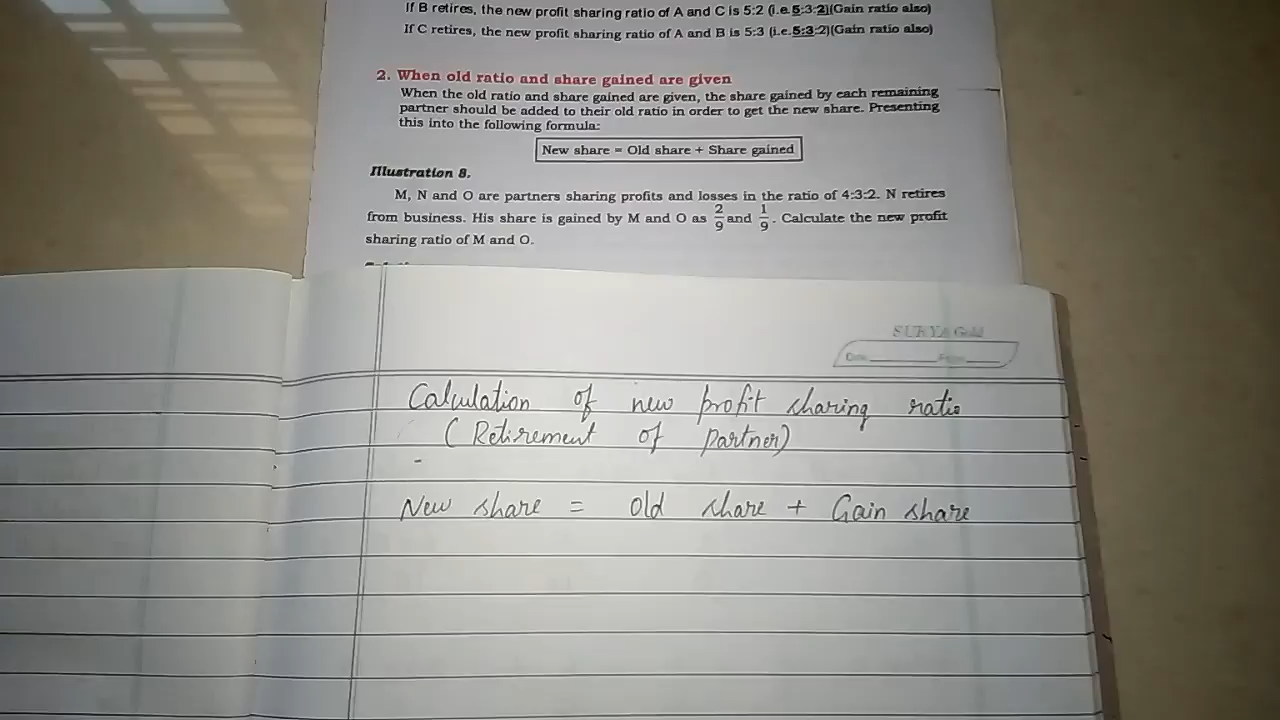 If B retires, the new profit sharing ratio of A and C is 5:2 (i.e.5:3:2)(Gain ratio also)
If C retires, the new profit sharing ratio of A and B is 5:3 (i.e.5:3:2)(Gain ratio also)
2. When old ratio and share gained are given
When the old ratio and share gained are given, the share gained by each remaining
partner should be added to their old ratio in order to get the new share. Presenting
this into the following formula:
New share = Old share + Share gained
Illustration 8.
M, N and O are partners sharing profits and losses in the ratio of 4:3:2. N retires
from business. His share is gained by M and O as 2/9 and 1/9. Calculate the new profit
sharing ratio of M and O.
SURYA Gold
Date Page
Calculation of new profit sharing ratio
(Retirement of partner)
New share = Old share + Gain share